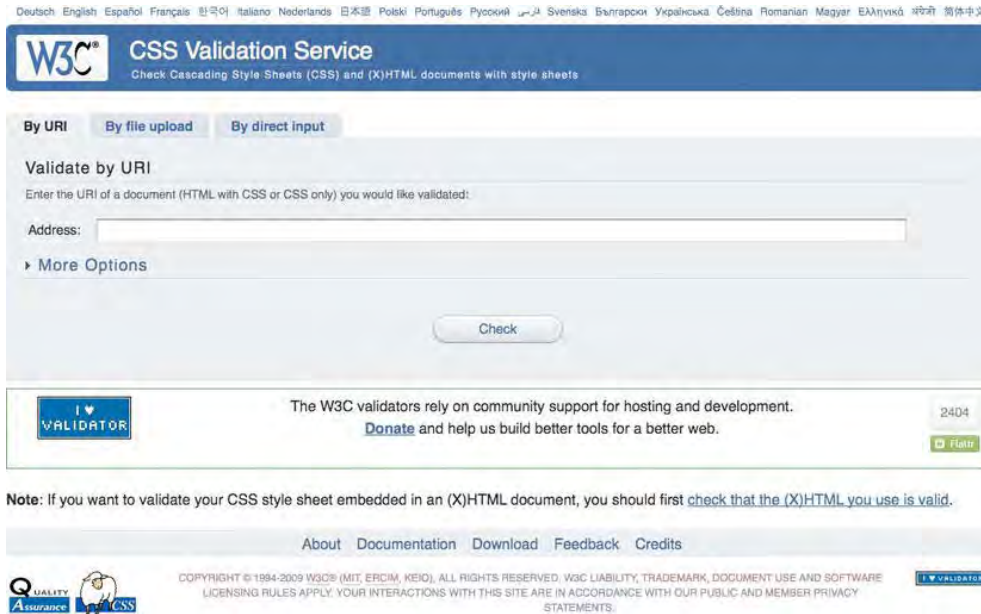 Deutsch English Español Français 한국어 Italiano Nederlands 日本語 Polski Português Русский فارسی Svenska Български Українська Čeština Romanian Magyar Ελληνικά हिन्दी 简体中文
W3C®
CSS Validation Service
Check Cascading Style Sheets (CSS) and (X)HTML documents with style sheets
By URI By file upload By direct input
Validate by URI
Enter the URI of a document (HTML with CSS or CSS only) you would like validated:
Address:
More Options
Check
I ♥
VALIDATOR
The W3C validators rely on community support for hosting and development.
Donate and help us build better tools for a better web.
2404
Flattr
Note: If you want to validate your CSS style sheet embedded in an (X)HTML document, you should first check that the (X)HTML you use is valid.
About Documentation Download Feedback Credits
QUALITY
Assurance
CSS
COPYRIGHT © 1994-2009 W3C® (MIT, ERCIM, KEIO), ALL RIGHTS RESERVED. W3C LIABILITY, TRADEMARK, DOCUMENT USE AND SOFTWARE
LICENSING RULES APPLY. YOUR INTERACTIONS WITH THIS SITE ARE IN ACCORDANCE WITH OUR PUBLIC AND MEMBER PRIVACY
STATEMENTS.
I ♥ VALIDATOR